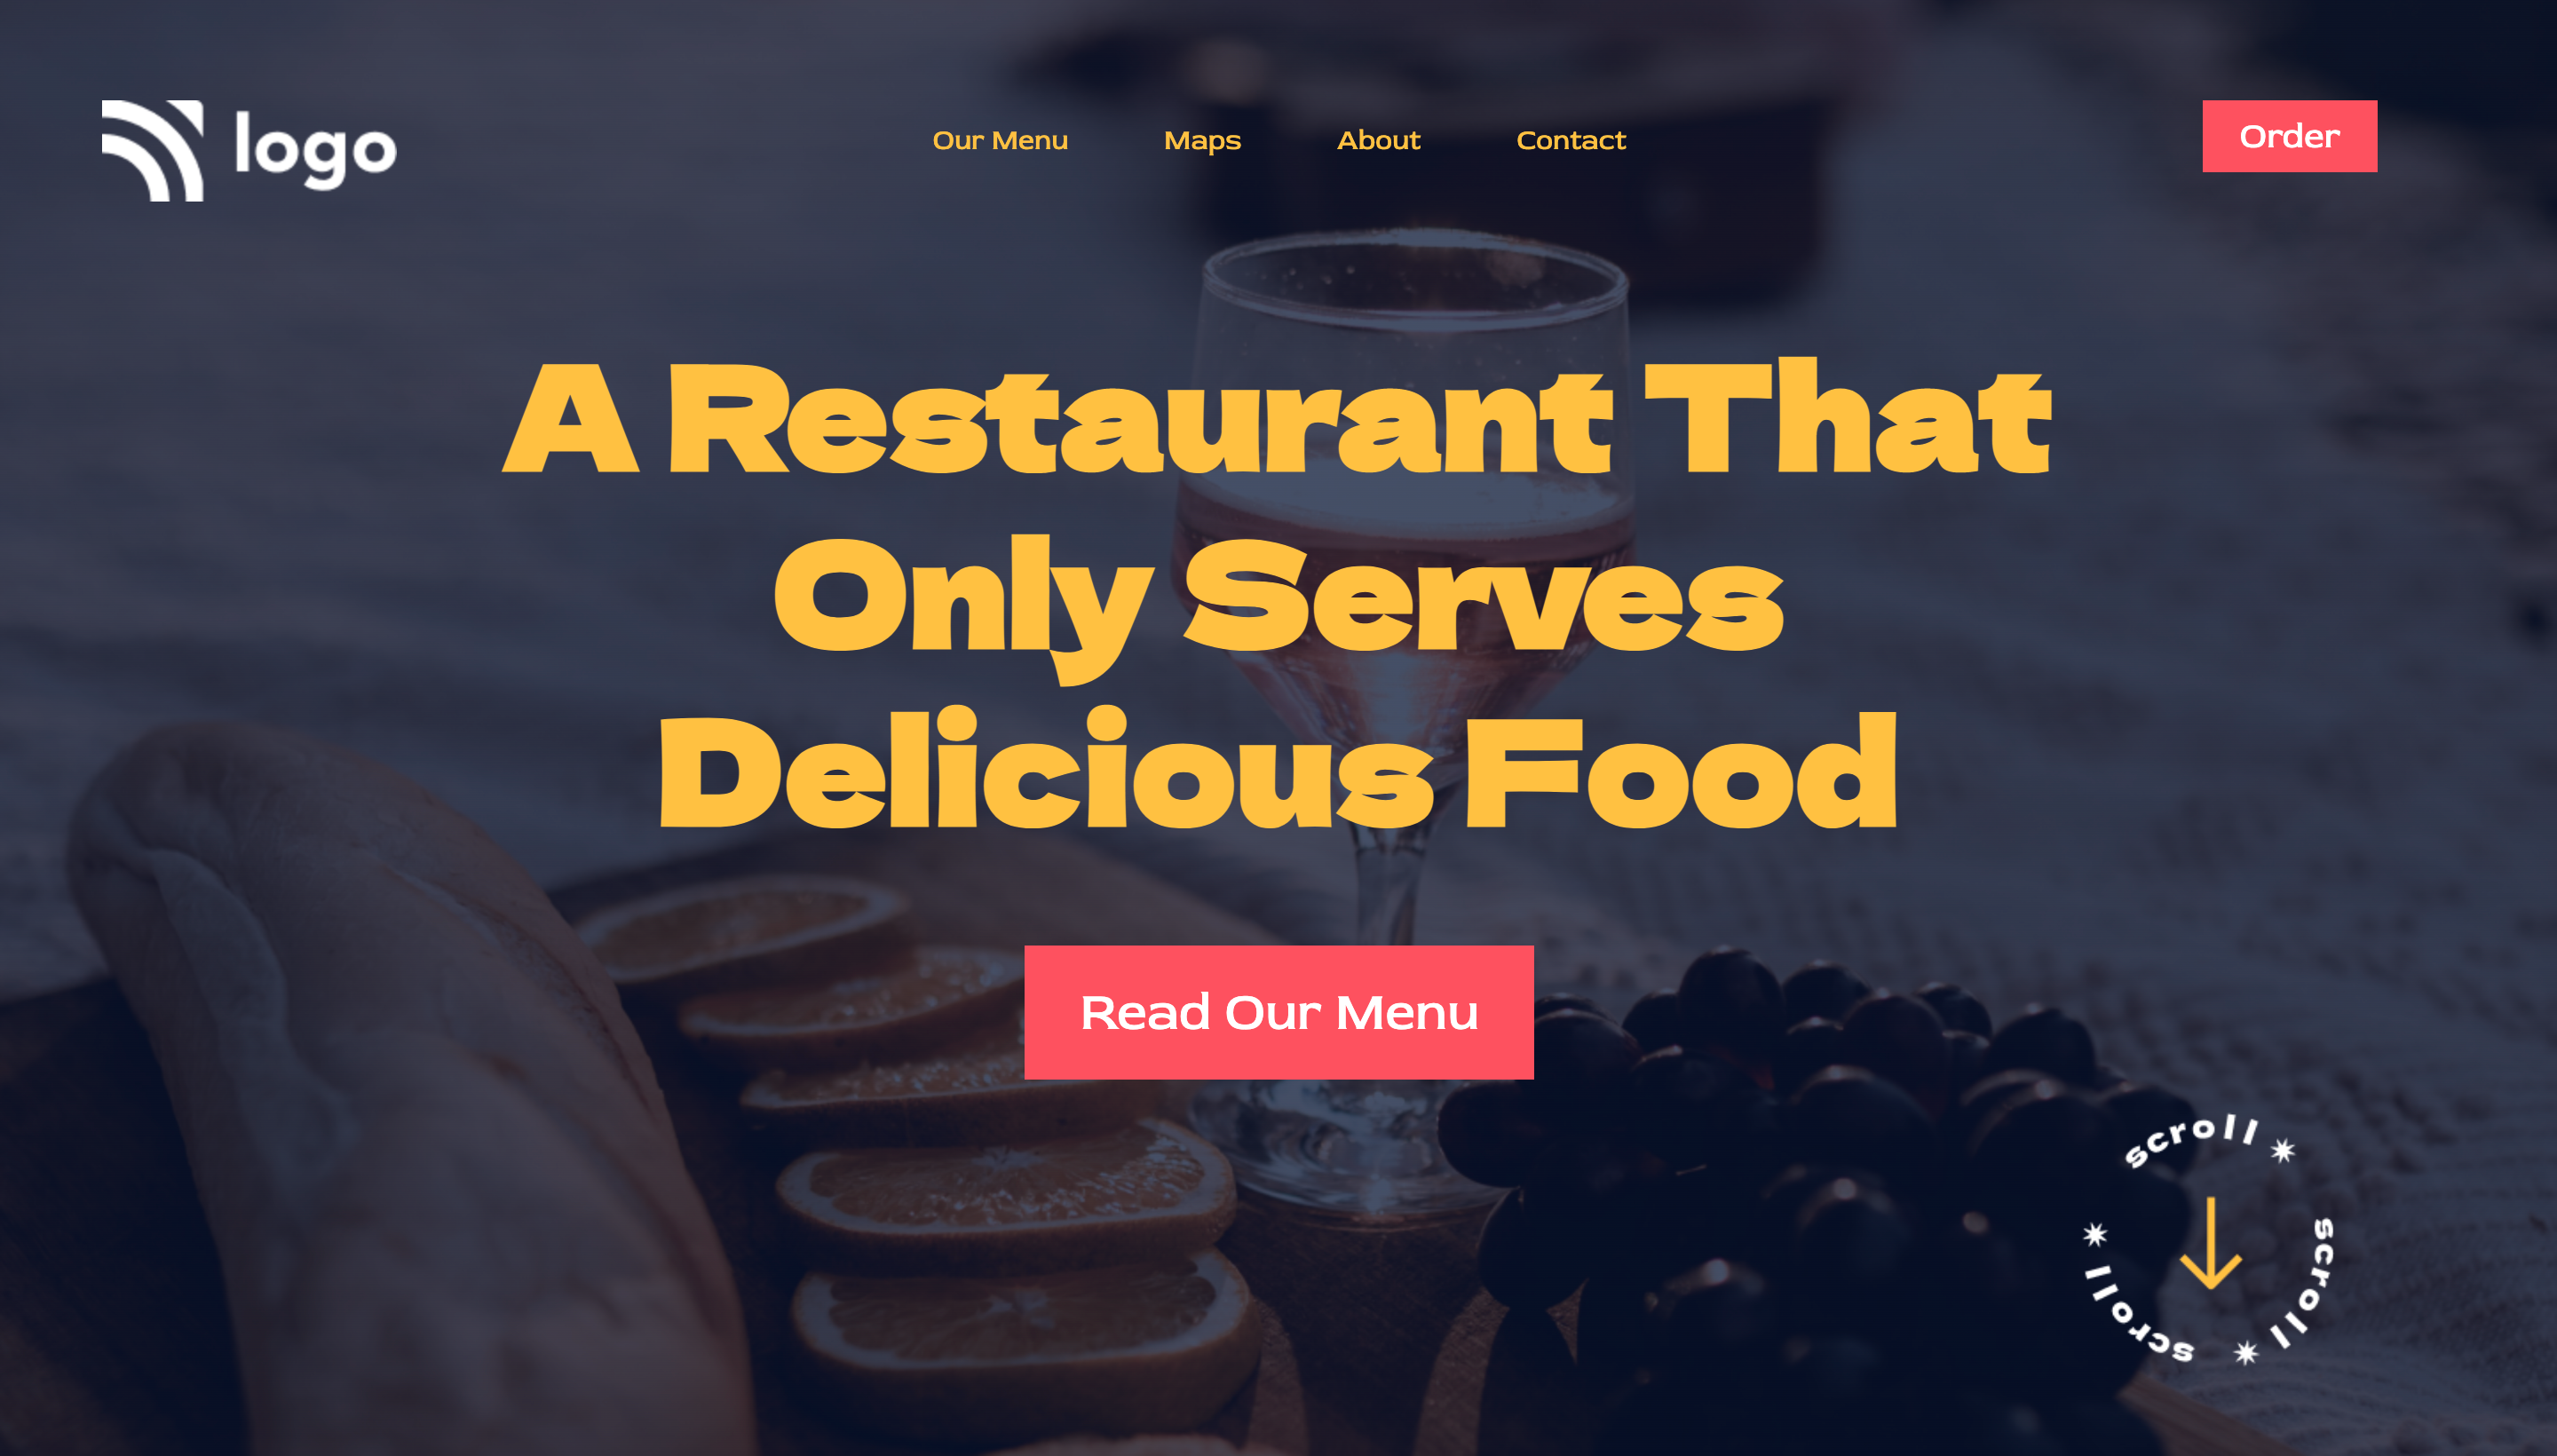 logo
Our Menu
Maps
About
Contact
Order
A Restaurant That
Only Serves
Delicious Food
Read Our Menu
scroll * scroll * scroll *